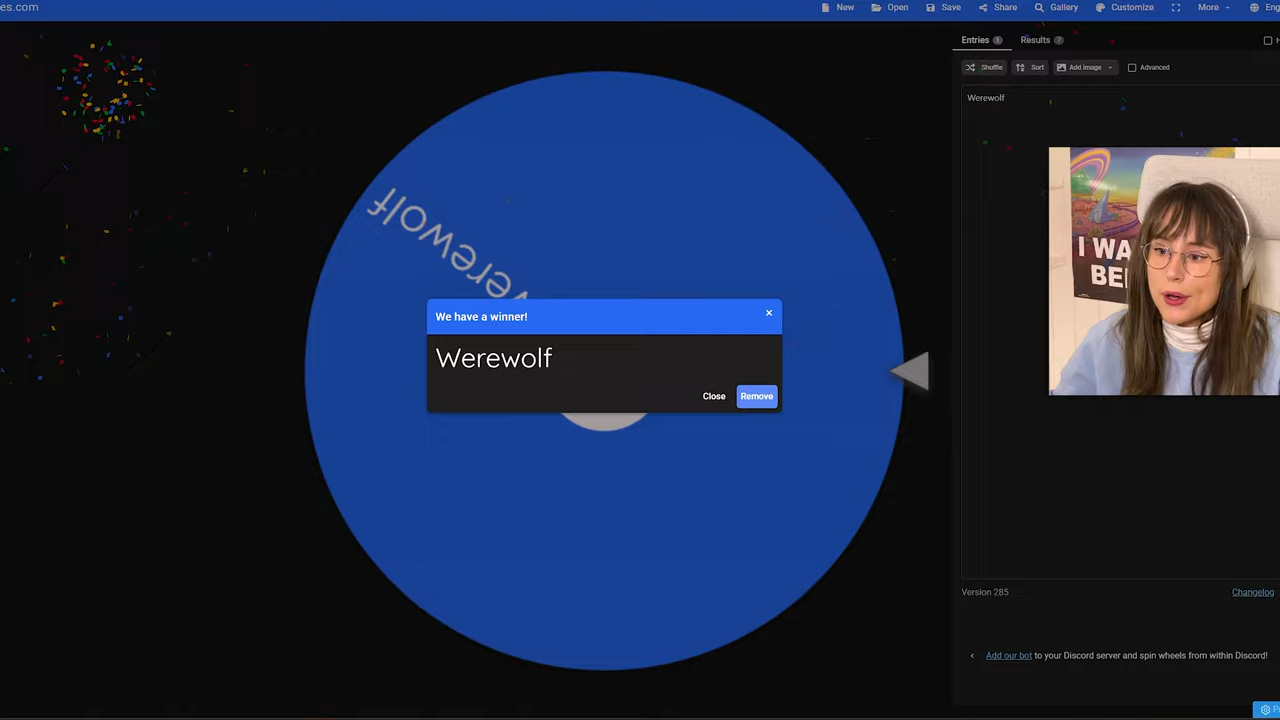 es.com
New
Open
Save
Share
Gallery
Customize
More
Entries 1
Results 7
Shuffle
Sort
Add image
Advanced
Werewolf
Werewolf
I WA
BE
We have a winner!
×
Werewolf
Close
Remove
Version 285
Changelog
Add our bot to your Discord server and spin wheels from within Discord!